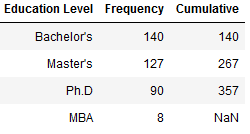 Education Level Frequency Cumulative
Bachelor's 140 140
Master's 127 267
Ph.D 90 357
MBA 8 NaN